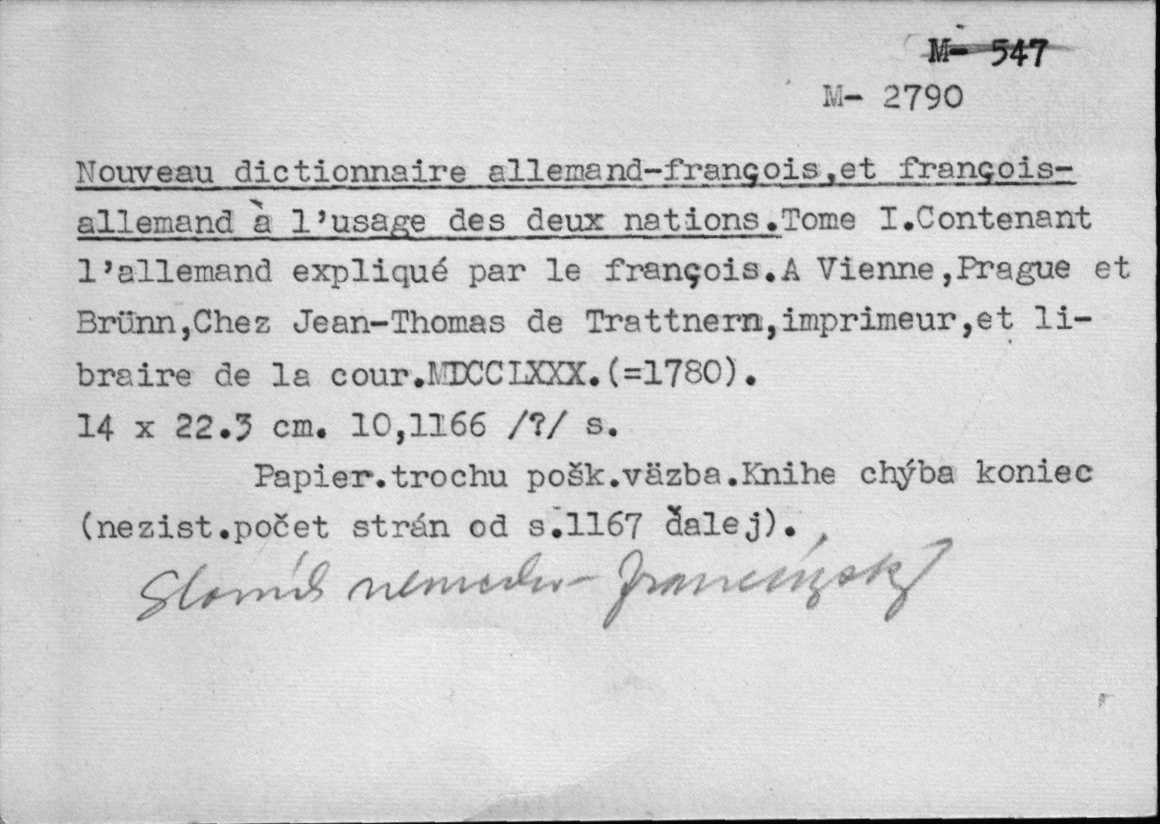 M- 547
M- 2790
Nouveau dictionnaire allemand-françois,et françois-
allemand à l'usage des deux nations.Tome I.Contenant
l'allemand expliqué par le françois.A Vienne,Prague et
Brünn,Chez Jean-Thomas de Trattnern,imprimeur,et li-
braire de la cour.MDCCLXXX.(=1780).
14 x 22.3 cm. 10,1166 /?/ s.
Papier.trochu pošk.väzba.Knihe chýba koniec
(nezist.počet strán od s.1167 ďalej).
Slovník nemecko-francúzsky